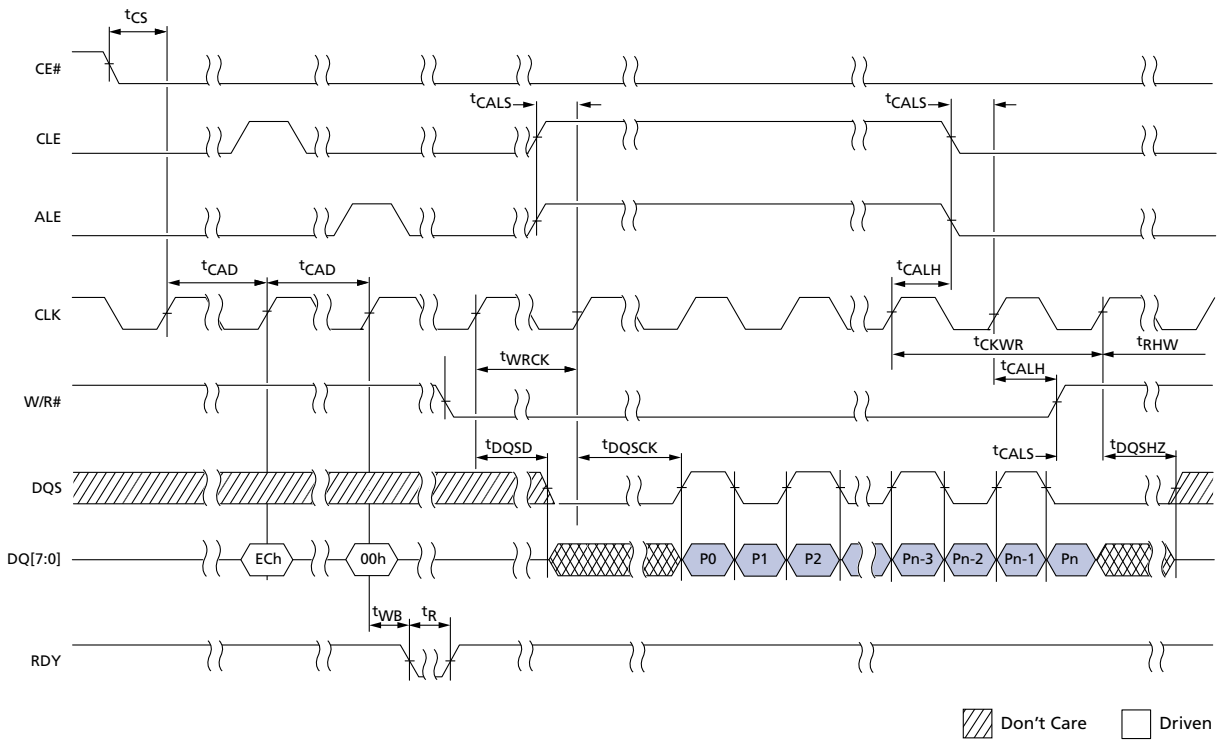 tCS
CE#
tCALS
tCALS
CLE
ALE
tCAD
tCAD
tCALH
CLK
tWRCK
tCKWR
tRHW
tCALH
W/R#
tDQSD
tDQSCK
tCALS
tDQSHZ
DQS
DQ[7:0]
ECh
00h
P0
P1
P2
Pn-3
Pn-2
Pn-1
Pn
tWB
tR
RDY
Don't Care
Driven